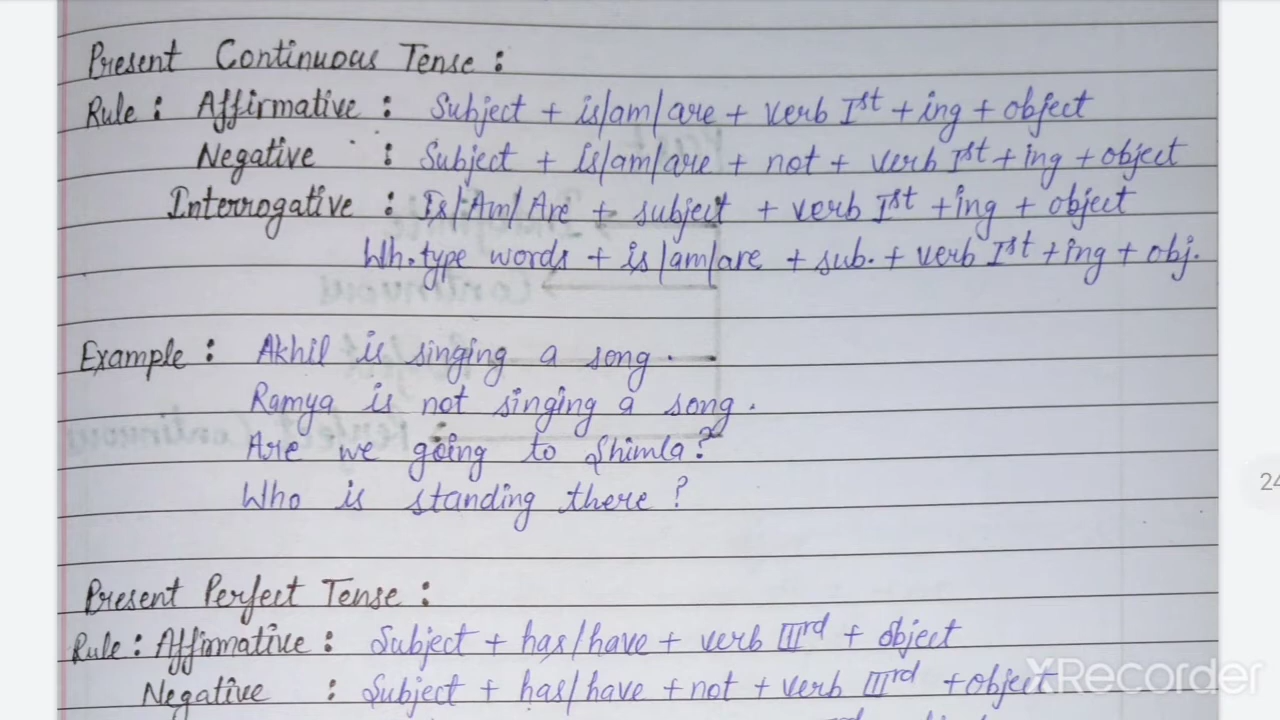 Present Continuous Tense :
Rule : Affirmative : Subject + is/am/are + verb Ist + ing + object
Negative : Subject + is/am/are + not + verb Ist + ing + object
Interrogative : Is/Am/Are + subject + verb Ist + ing + object
Wh. type words + is/am/are + sub. + verb Ist + ing + obj.
Example : Akhil is singing a song.
Ramya is not singing a song.
Are we going to Shimla?
Who is standing there?
24
Present Perfect Tense :
Rule : Affirmative : Subject + has/have + verb IIIrd + object
Negative : Subject + has/have + not + verb IIIrd + object
XRecorder